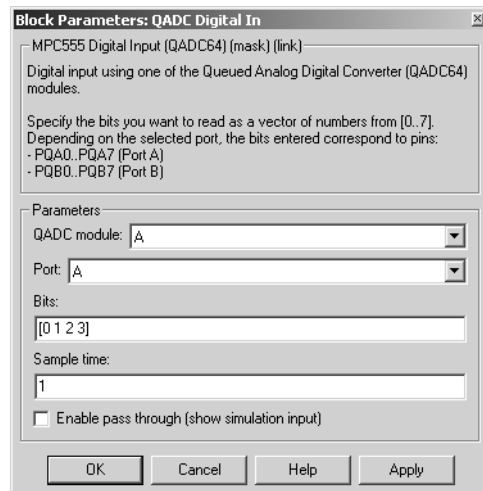 Block Parameters: QADC Digital In
MPC555 Digital Input (QADC64) (mask) (link)
Digital input using one of the Queued Analog Digital Converter (QADC64)
modules.
Specify the bits you want to read as a vector of numbers from [0..7].
Depending on the selected port, the bits entered correspond to pins:
- PQA0..PQA7 (Port A)
- PQB0..PQB7 (Port B)
Parameters
QADC module: A
Port: A
Bits:
[0 1 2 3]
Sample time:
1
Enable pass through (show simulation input)
OK Cancel Help Apply